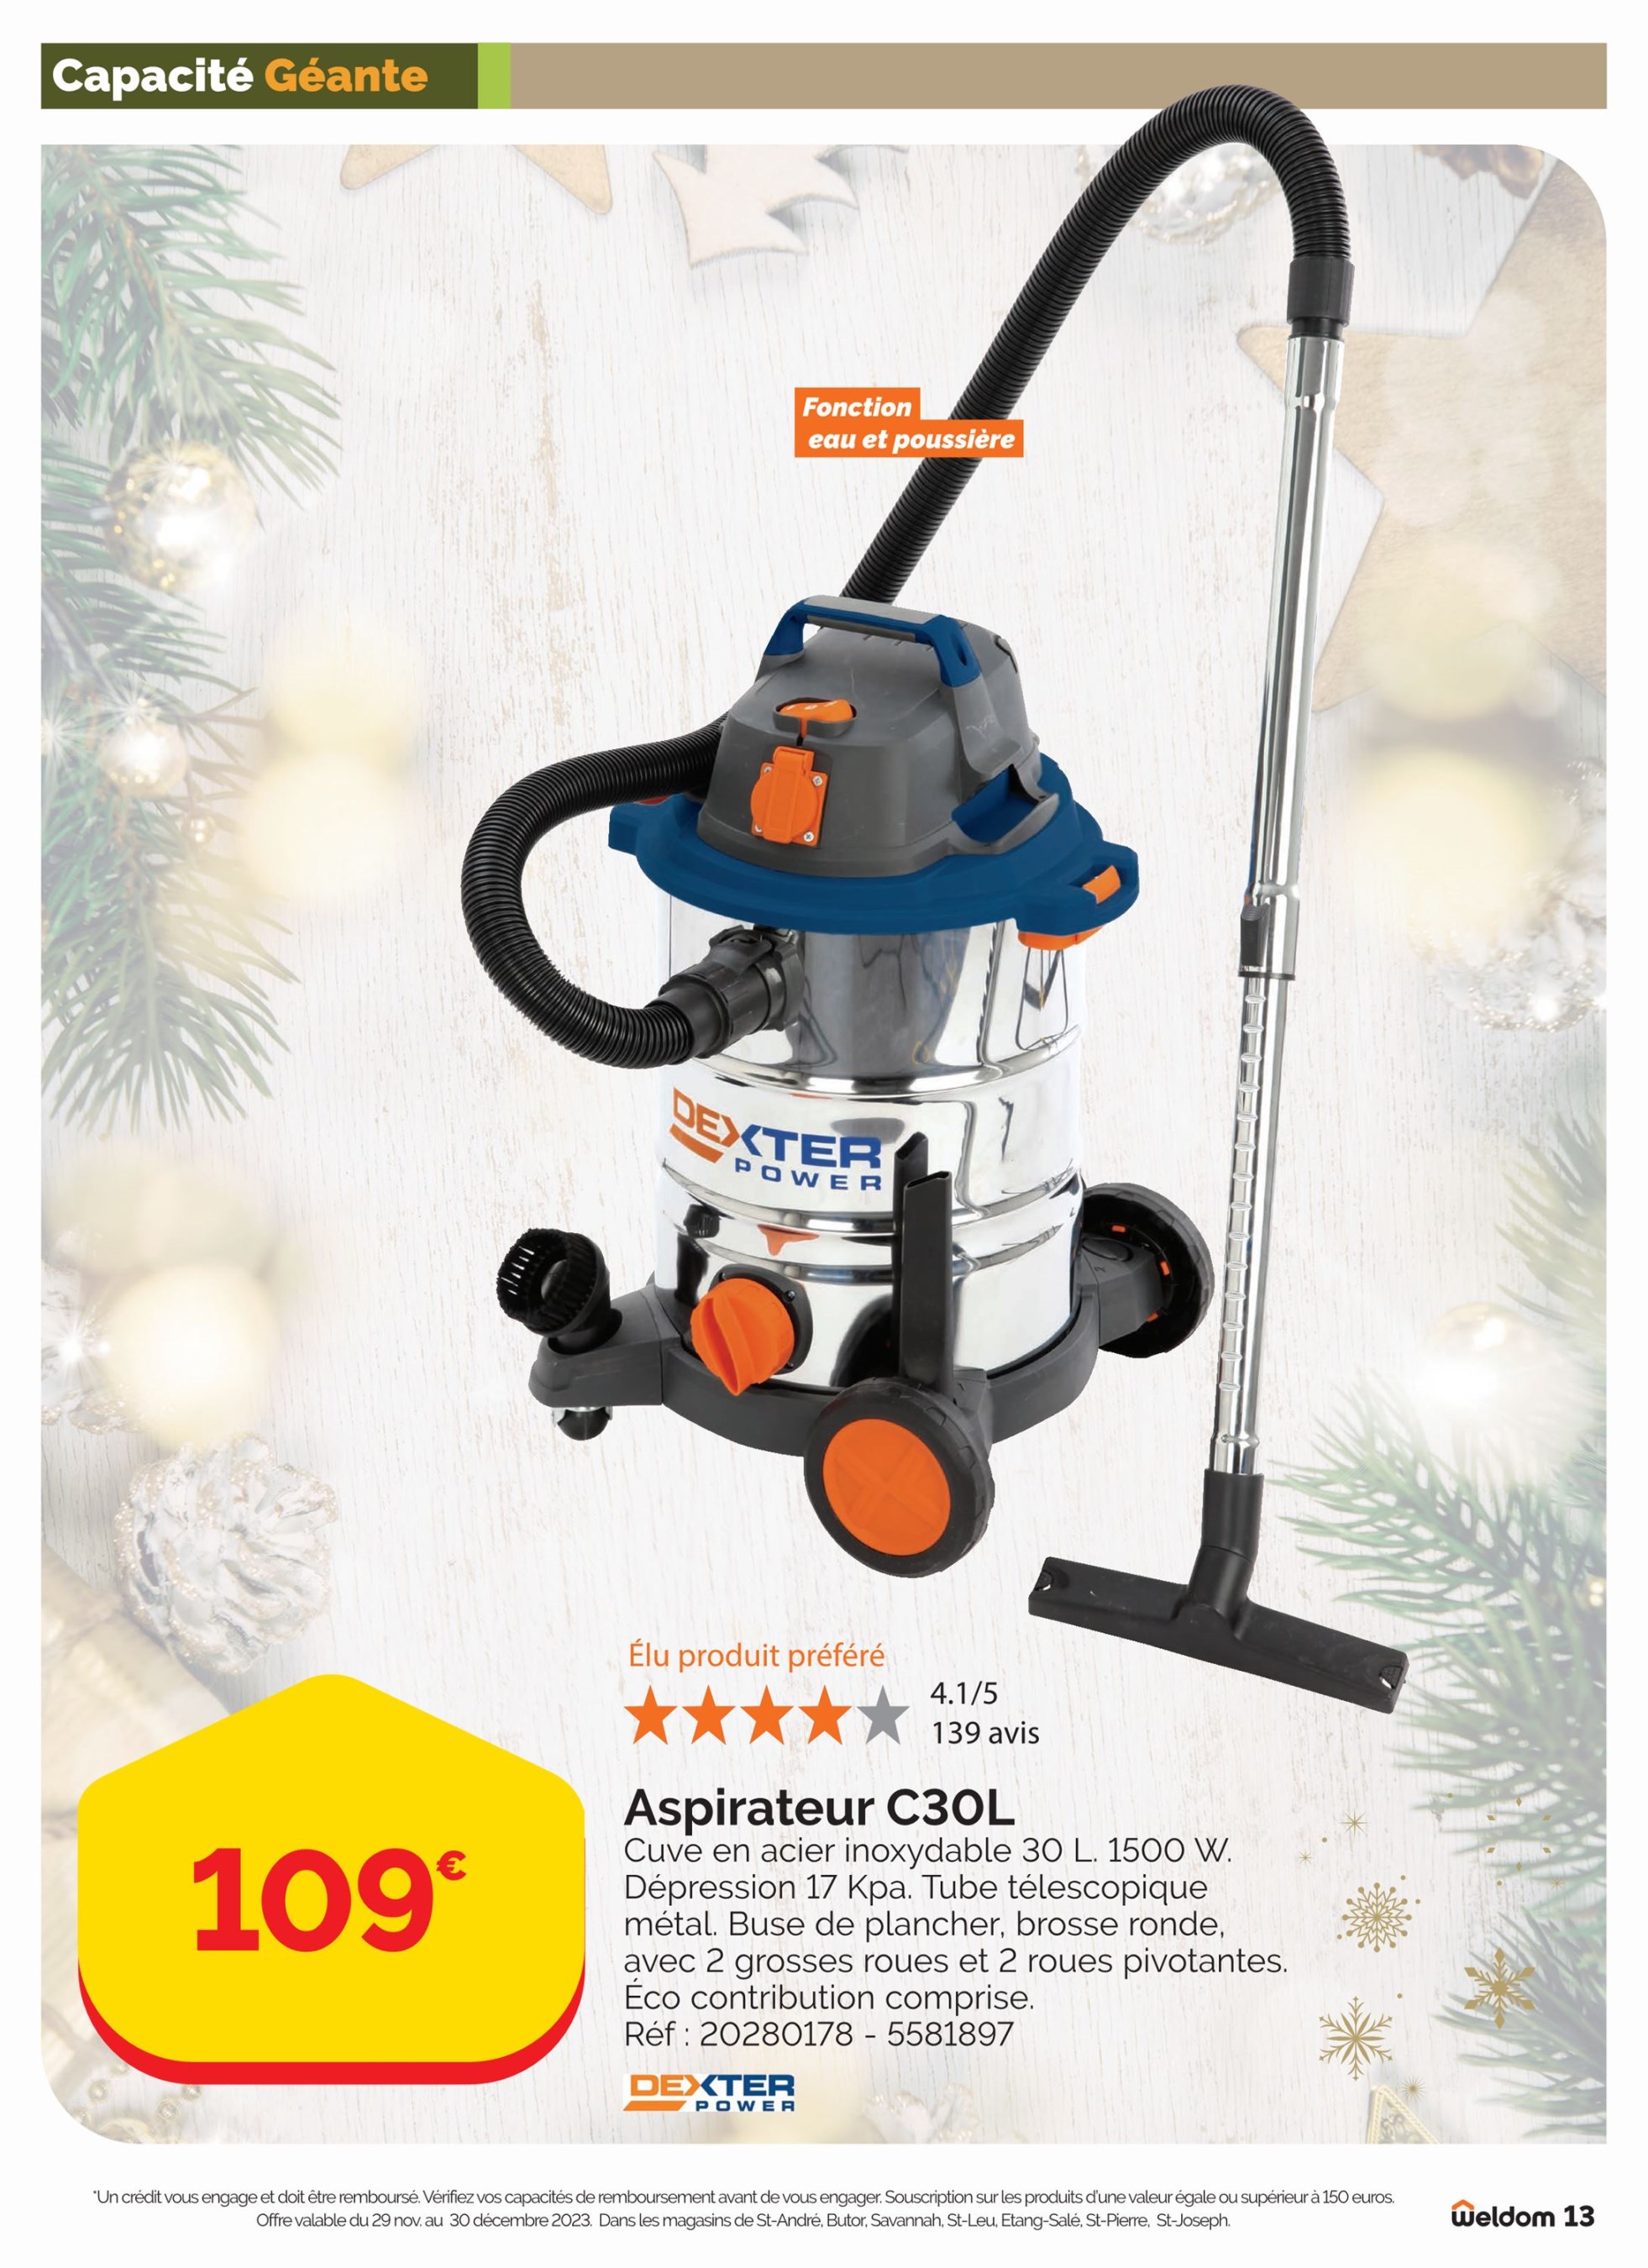 Capacité Géante
Fonction
eau et poussière
DEXTER
POWER
Élu produit préféré
4.1/5
139 avis
109€
Aspirateur C30L
Cuve en acier inoxydable 30 L. 1500 W.
Dépression 17 Kpa. Tube télescopique
métal. Buse de plancher, brosse ronde,
avec 2 grosses roues et 2 roues pivotantes.
Éco contribution comprise.
Réf : 20280178 - 5581897
DEXTER
POWER
*Un crédit vous engage et doit être remboursé. Vérifiez vos capacités de remboursement avant de vous engager. Souscription sur les produits d'une valeur égale ou supérieur à 150 euros.
Offre valable du 29 nov. au 30 décembre 2023. Dans les magasins de St-André, Butor, Savannah, St-Leu, Etang-Salé, St-Pierre, St-Joseph.
weldom 13